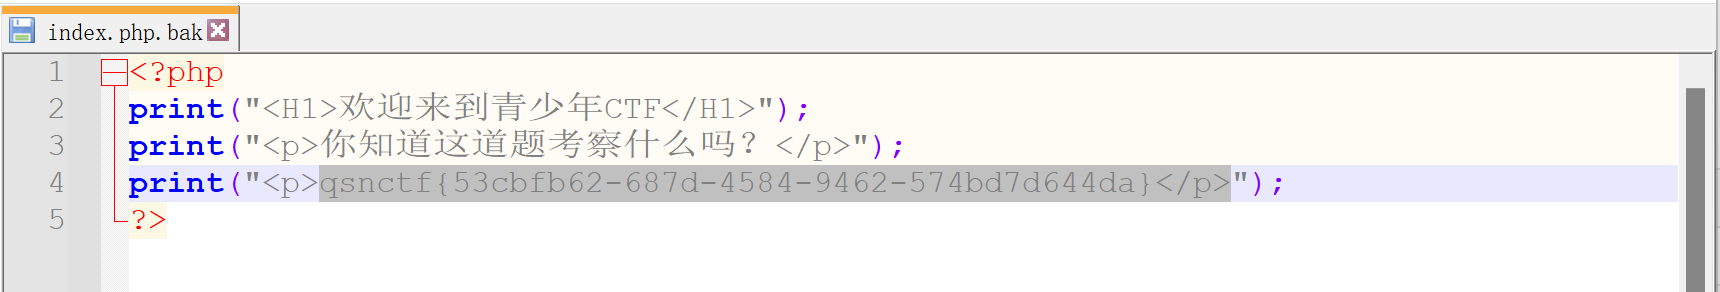 index.php.bak
1 <?php
2 print("<H1>欢迎来到青少年CTF</H1>");
3 print("<p>你知道这道题考察什么吗？</p>");
4 print("<p>qsnctf{53cbfb62-687d-4584-9462-574bd7d644da}</p>");
5 ?>